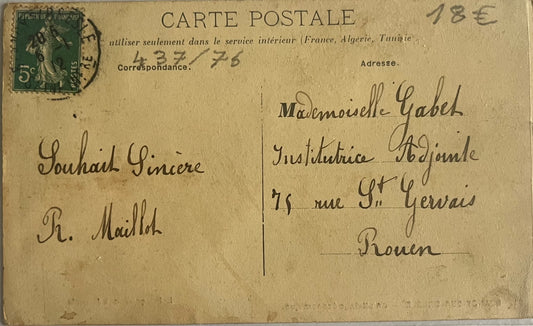 CARTE POSTALE
18€
utiliser seulement dans le service intérieur (France, Algérie, Tunisie
Correspondance.
437/76
Adresse.
5c
Souhait Sincère
R. Maillot
Mademoiselle Gabet
Institutrice Adjointe
75 rue St Gervais
Rouen